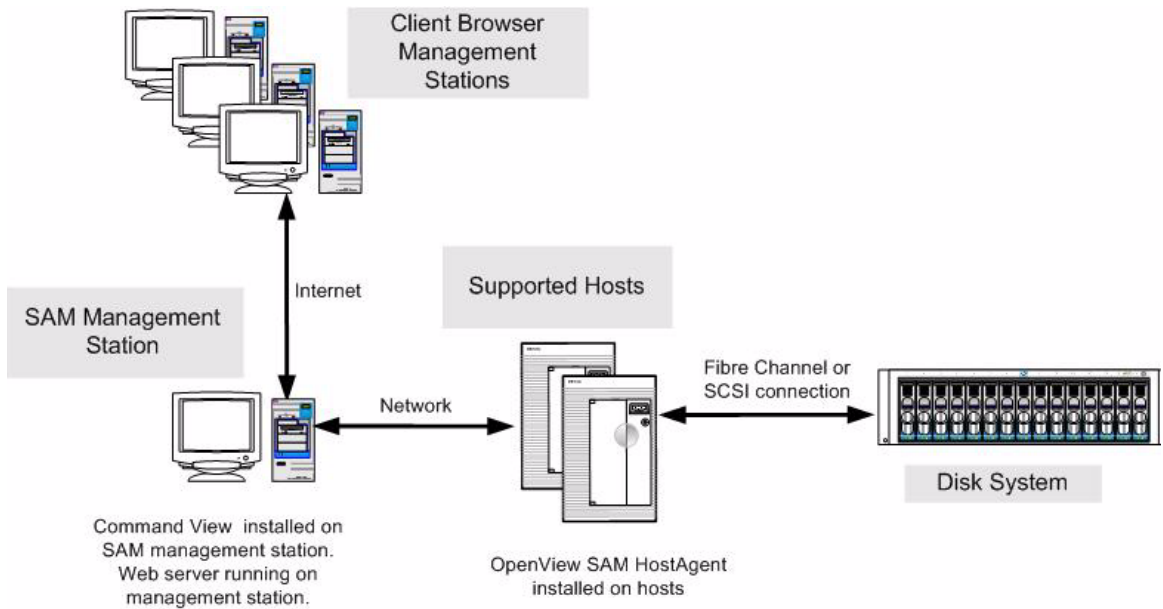 Client Browser
Management
Stations
Internet
SAM Management
Station
Supported Hosts
Fibre Channel or
SCSI connection
Network
Disk System
Command View installed on
SAM management station.
Web server running on
management station.
OpenView SAM HostAgent
installed on hosts